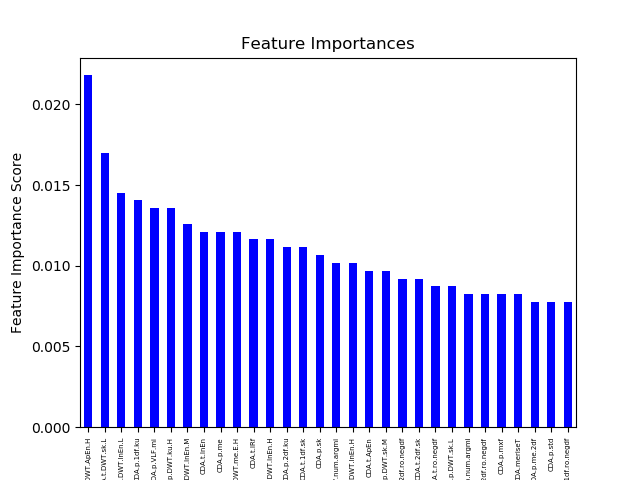 Feature Importances
Feature Importance Score
0.020
0.015
0.010
0.005
0.000
DWT.ApEn.H
.t.DWT.sk.L
.DWT.lnEn.L
CDA.p.1df.ku
CDA.p.VLF.mi
p.DWT.ku.H
DWT.lnEn.M
CDA.t.lnEn
CDA.p.me
WT.me.E.H
CDA.t.IRF
DWT.lnEn.H
CDA.p.2df.ku
CDA.t.1df.sk
CDA.p.sk
.num.argmi
DWT.lnEn.H
CDA.t.ApEn
p.DWT.sk.M
2df.ro.negdf
CDA.t.2df.sk
A.t.ro.negdf
.p.DWT.sk.L
.num.argmi
df.ro.negdf
CDA.p.mxf
CDA.meriseT
A.p.me.2df
CDA.p.std
1df.ro.negdf